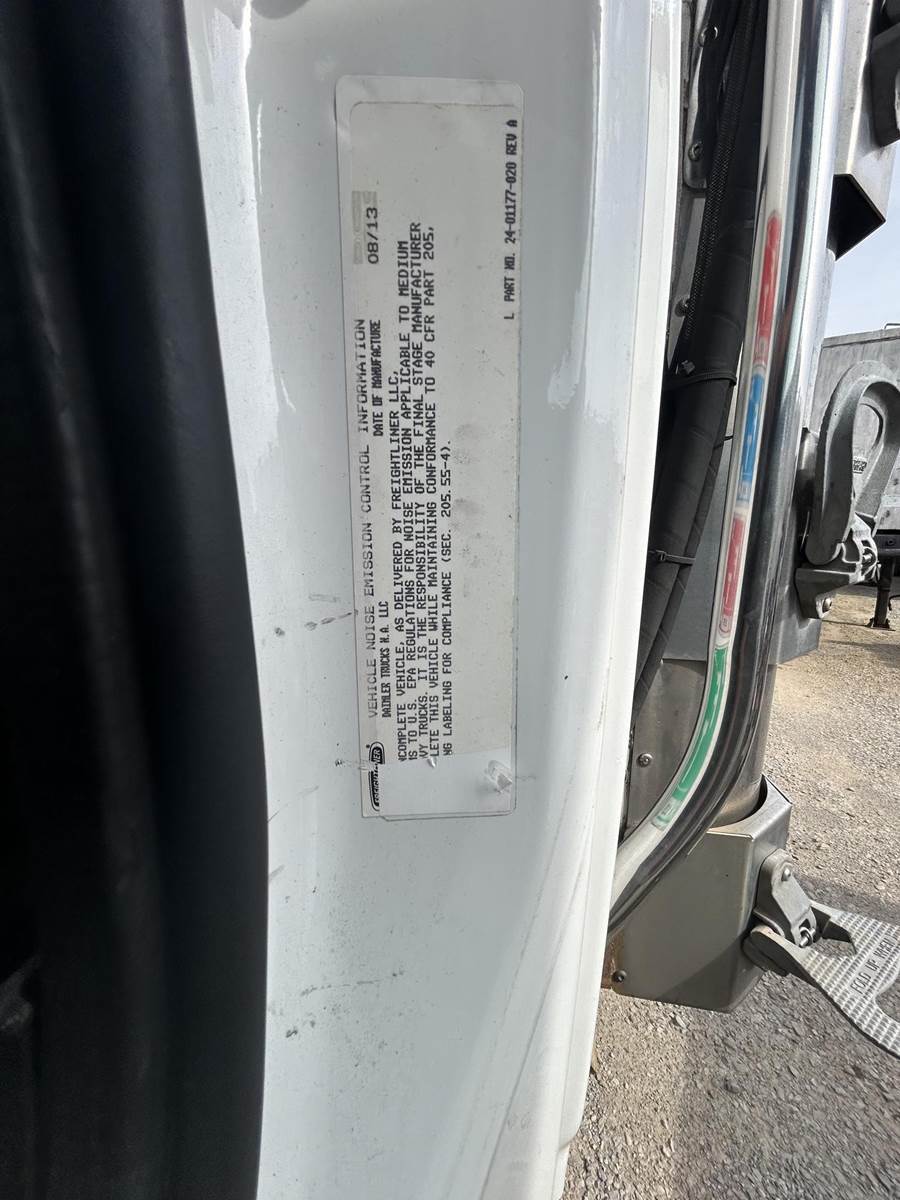 FREIGHTLINER
VEHICLE NOISE EMISSION CONTROL INFORMATION
DAIMLER TRUCKS N.A. LLC DATE OF MANUFACTURE 08/13
NCOMPLETE VEHICLE, AS DELIVERED BY FREIGHTLINER LLC,
S TO U.S. EPA REGULATIONS FOR NOISE EMISSION APPLICABLE TO MEDIUM
VY TRUCKS. IT IS THE RESPONSIBILITY OF THE FINAL STAGE MANUFACTURER
LETE THIS VEHICLE WHILE MAINTAINING CONFORMANCE TO 40 CFR PART 205,
NG LABELING FOR COMPLIANCE (SEC. 205.55-4).
L PART NO. 24-01177-020 REV A